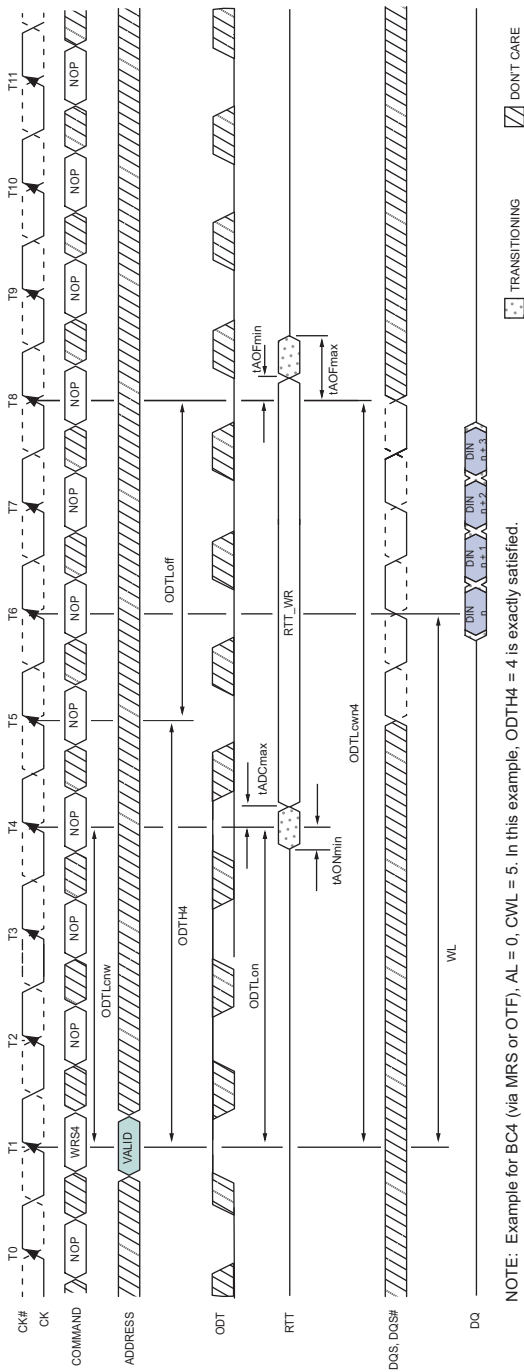 T0 T1 T2 T3 T4 T5 T6 T7 T8 T9 T10 T11
CK#
CK
COMMAND NOP WRS4 NOP NOP NOP NOP NOP NOP NOP NOP NOP NOP
ODTLcnw
ADDRESS VALID
ODTH4 ODTLoff
ODT
ODTLon tADCmax tAOFmin
RTT RTT_WR
tAONmin tAOFmax
ODTLcwn4
DQS, DQS#
WL
DQ DIN n DIN n + 1 DIN n + 2 DIN n + 3
TRANSITIONING DON'T CARE
NOTE: Example for BC4 (via MRS or OTF), AL = 0, CWL = 5. In this example, ODTH4 = 4 is exactly satisfied.